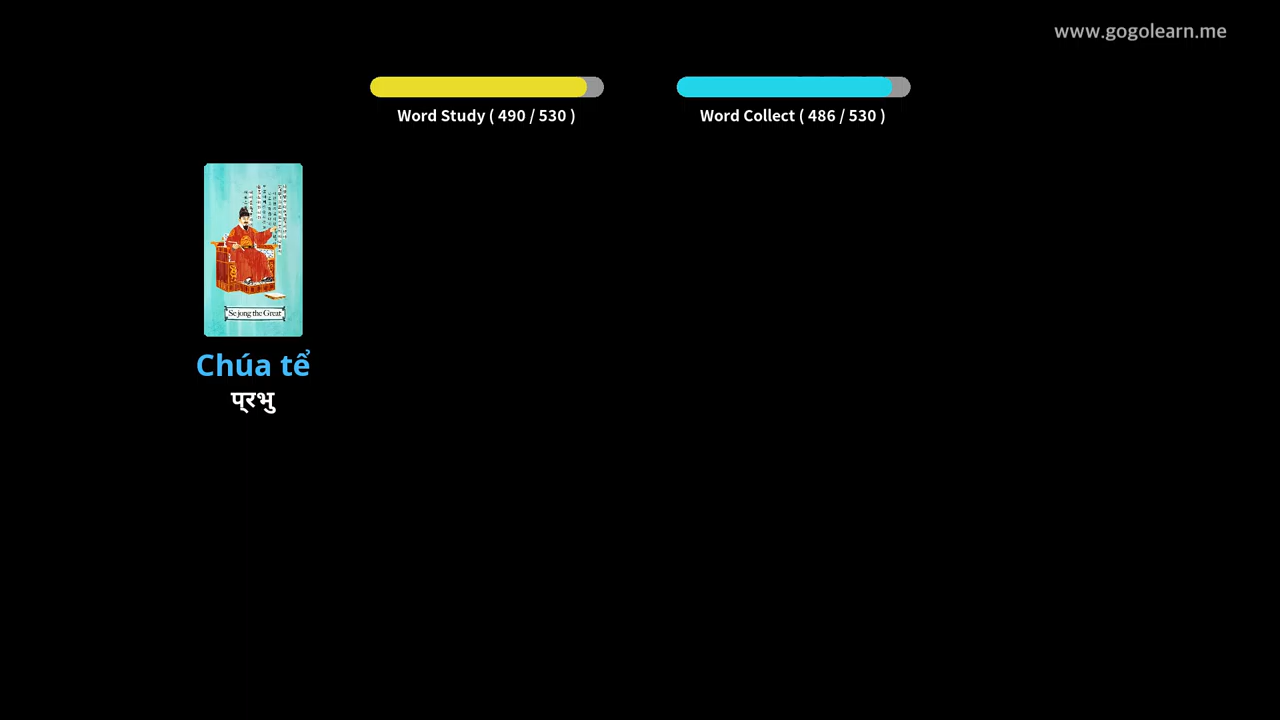 www.gogolearn.me
Word Study ( 490 / 530 )
Word Collect ( 486 / 530 )
Sejong the Great
Chúa tể
प्रभु